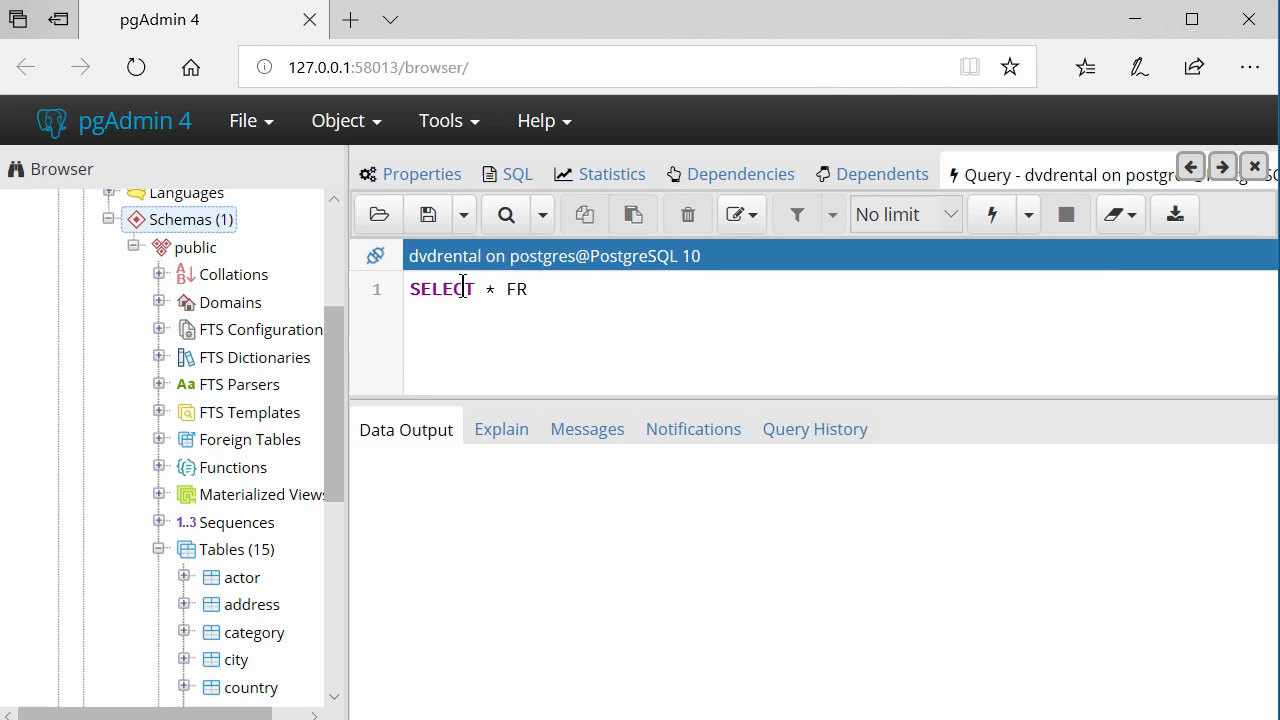 pgAdmin 4
127.0.0.1:58013/browser/
pgAdmin 4 File Object Tools Help
Browser
Properties SQL Statistics Dependencies Dependents Query - dvdrental on postgr
No limit
dvdrental on postgres@PostgreSQL 10
1 SELECT * FR
Data Output Explain Messages Notifications Query History
Languages
Schemas (1)
public
Collations
Domains
FTS Configuration
FTS Dictionaries
Aa FTS Parsers
FTS Templates
Foreign Tables
Functions
Materialized Views
1..3 Sequences
Tables (15)
actor
address
category
city
country